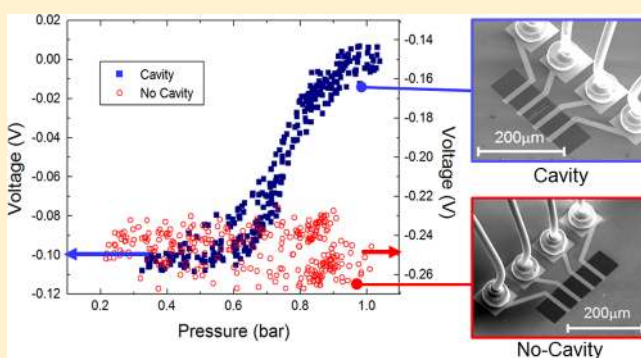 0.02
0.00
-0.02
-0.04
-0.06
-0.08
-0.10
-0.12
Voltage (V)
Cavity
No Cavity
0.2 0.4 0.6 0.8 1.0
Pressure (bar)
-0.14
-0.16
-0.18
-0.20
-0.22
-0.24
-0.26
Voltage (V)
200μm
Cavity
200μm
No-Cavity